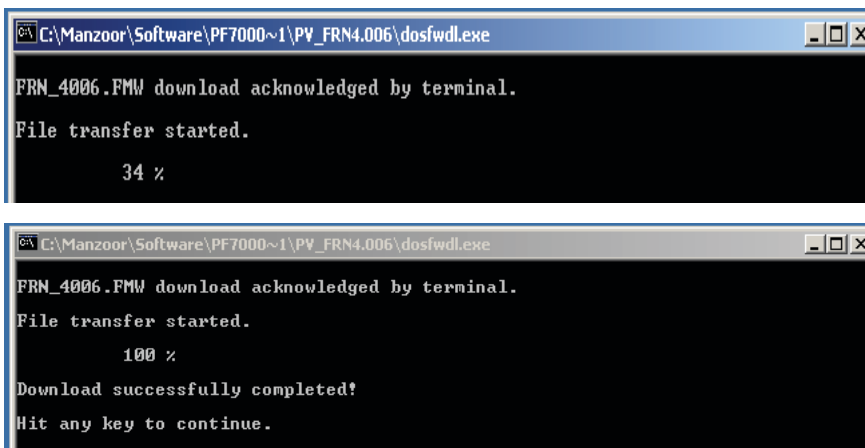 C:\Manzoor\Software\PF7000~1\PV_FRN4.006\dosfwdl.exe
FRN_4006.FMW download acknowledged by terminal.
File transfer started.
34 %
C:\Manzoor\Software\PF7000~1\PV_FRN4.006\dosfwdl.exe
FRN_4006.FMW download acknowledged by terminal.
File transfer started.
100 %
Download successfully completed!
Hit any key to continue.